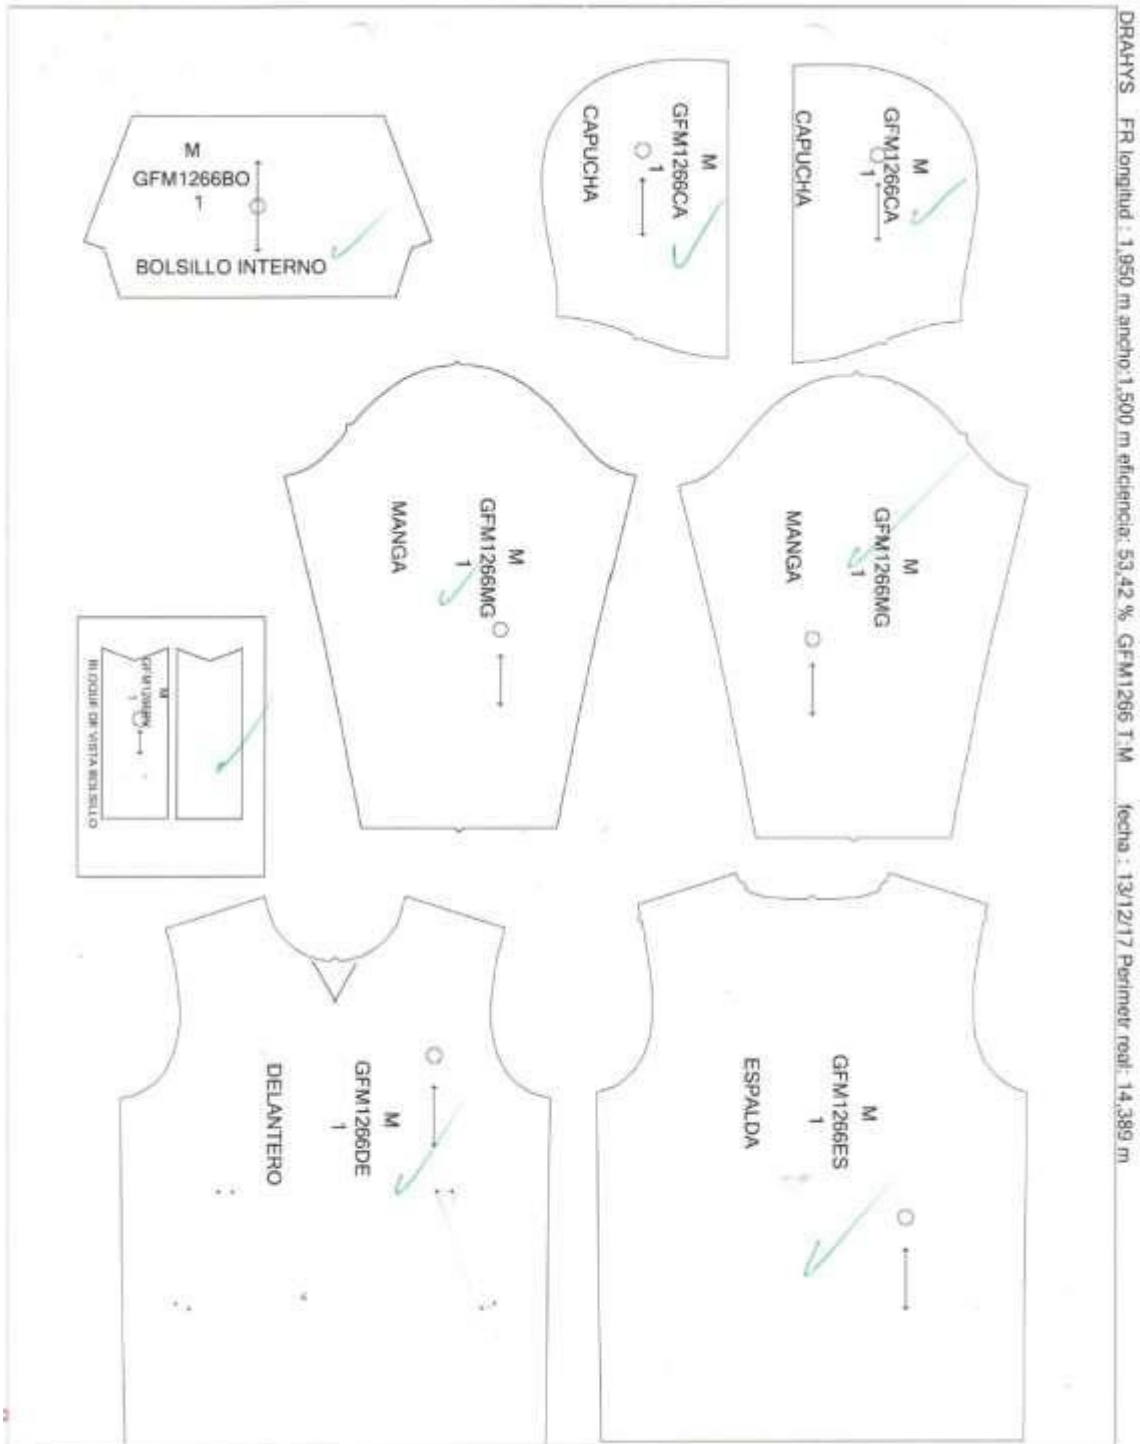 DRAHYS FR longitud : 1,950 m ancho:1,500 m eficiencia: 53,42 % GFM1266 T:M fecha : 13/12/17 Perimetr real: 14,389 m
M
GFM1266CA
1
CAPUCHA
M
GFM1266CA
1
CAPUCHA
M
GFM1266BO
1
BOLSILLO INTERNO
M
GFM1266MG
1
MANGA
M
GFM1266MG
1
MANGA
M
1
BLOQUE DE VISTA BOLSILLO
M
GFM1266ES
1
ESPALDA
M
GFM1266DE
1
DELANTERO